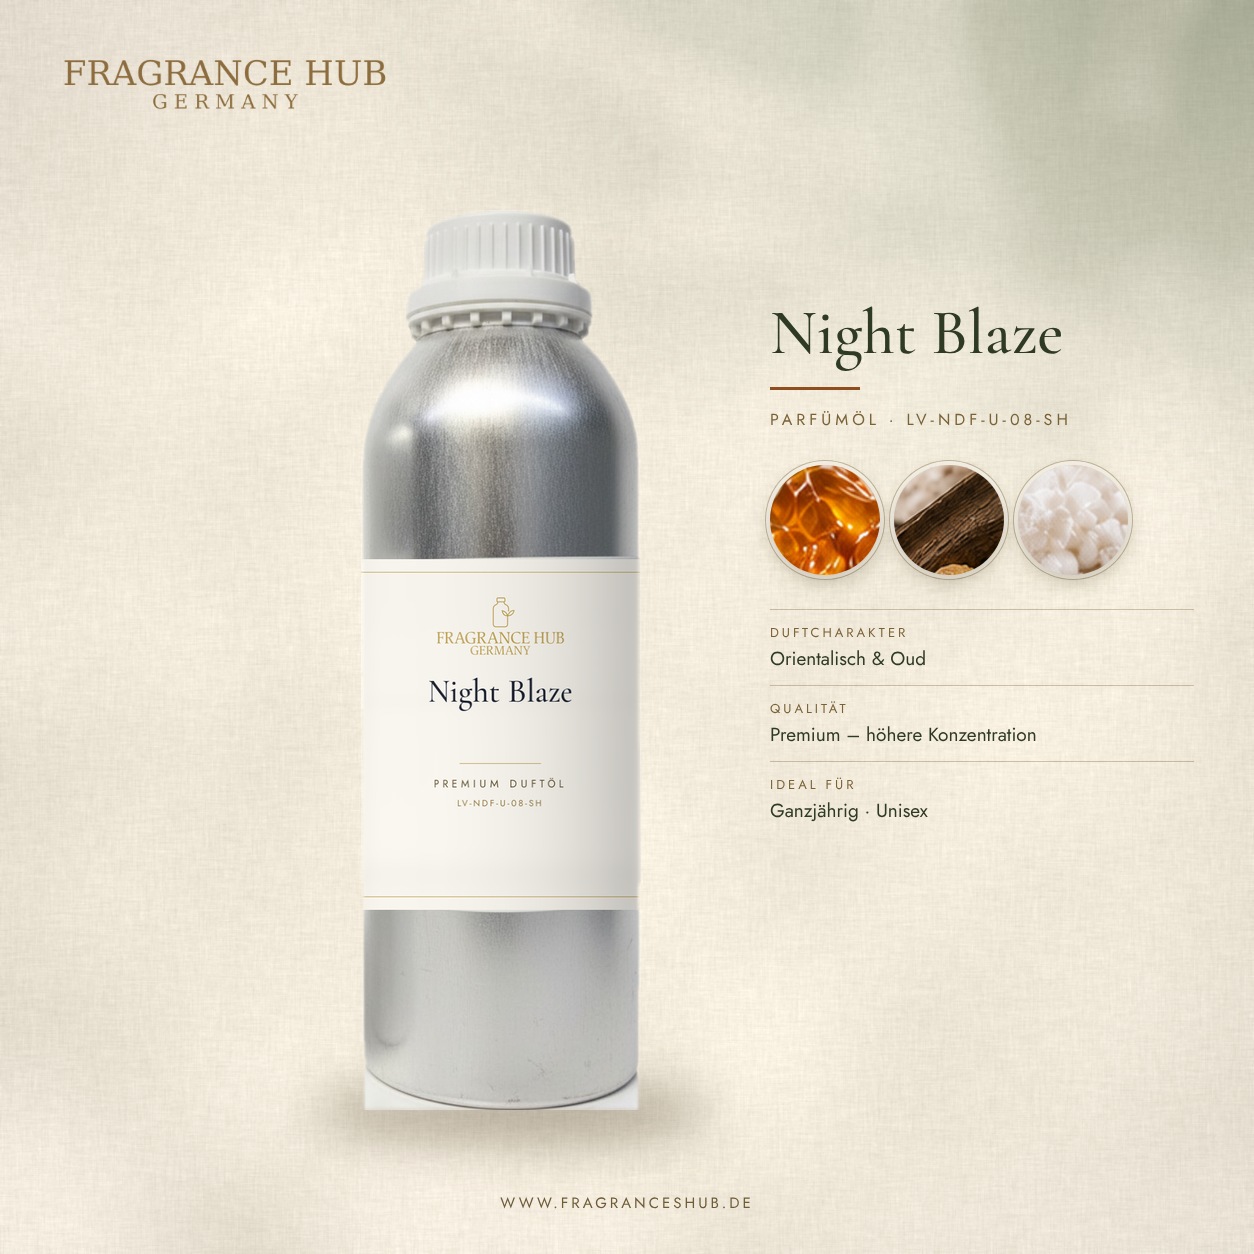 FRAGRANCE HUB
GERMANY
Night Blaze
PARFÜMÖL · LV-NDF-U-08-SH
DUFTCHARAKTER
Orientalisch & Oud
QUALITÄT
Premium – höhere Konzentration
IDEAL FÜR
Ganzjährig · Unisex
FRAGRANCE HUB
GERMANY
Night Blaze
PREMIUM DUFTÖL
LV-NDF-U-08-SH
WWW.FRAGRANCESHUB.DE